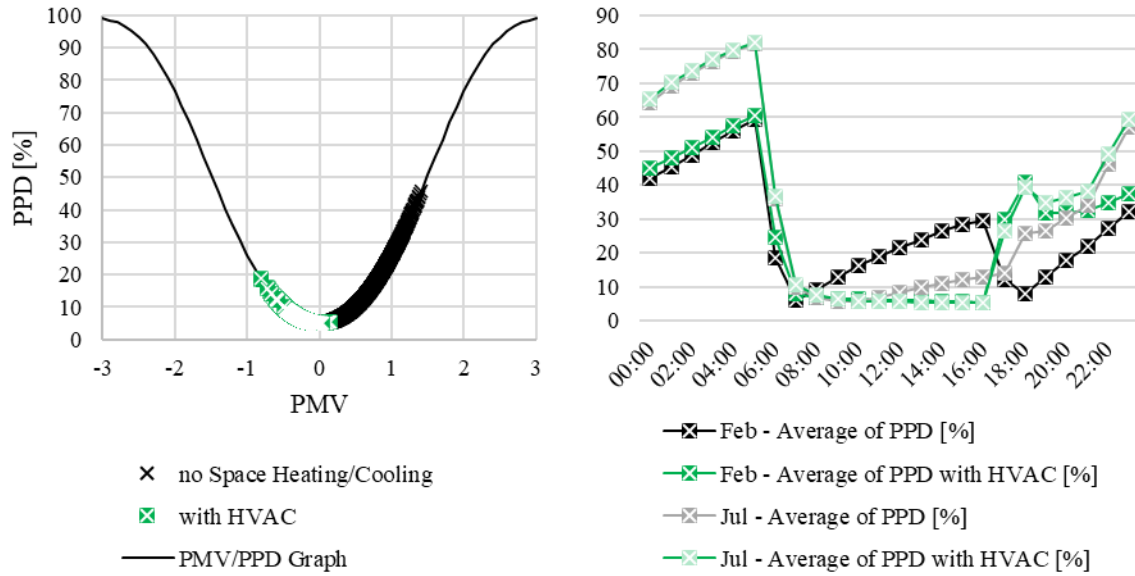 100
90
80
70
60
50
40
30
20
10
0
PPD [%]
-3 -2 -1 0 1 2 3
PMV
no Space Heating/Cooling
with HVAC
PMV/PPD Graph
90
80
70
60
50
40
30
20
10
0
00:00 02:00 04:00 06:00 08:00 10:00 12:00 14:00 16:00 18:00 20:00 22:00
Feb - Average of PPD [%]
Feb - Average of PPD with HVAC [%]
Jul - Average of PPD [%]
Jul - Average of PPD with HVAC [%]